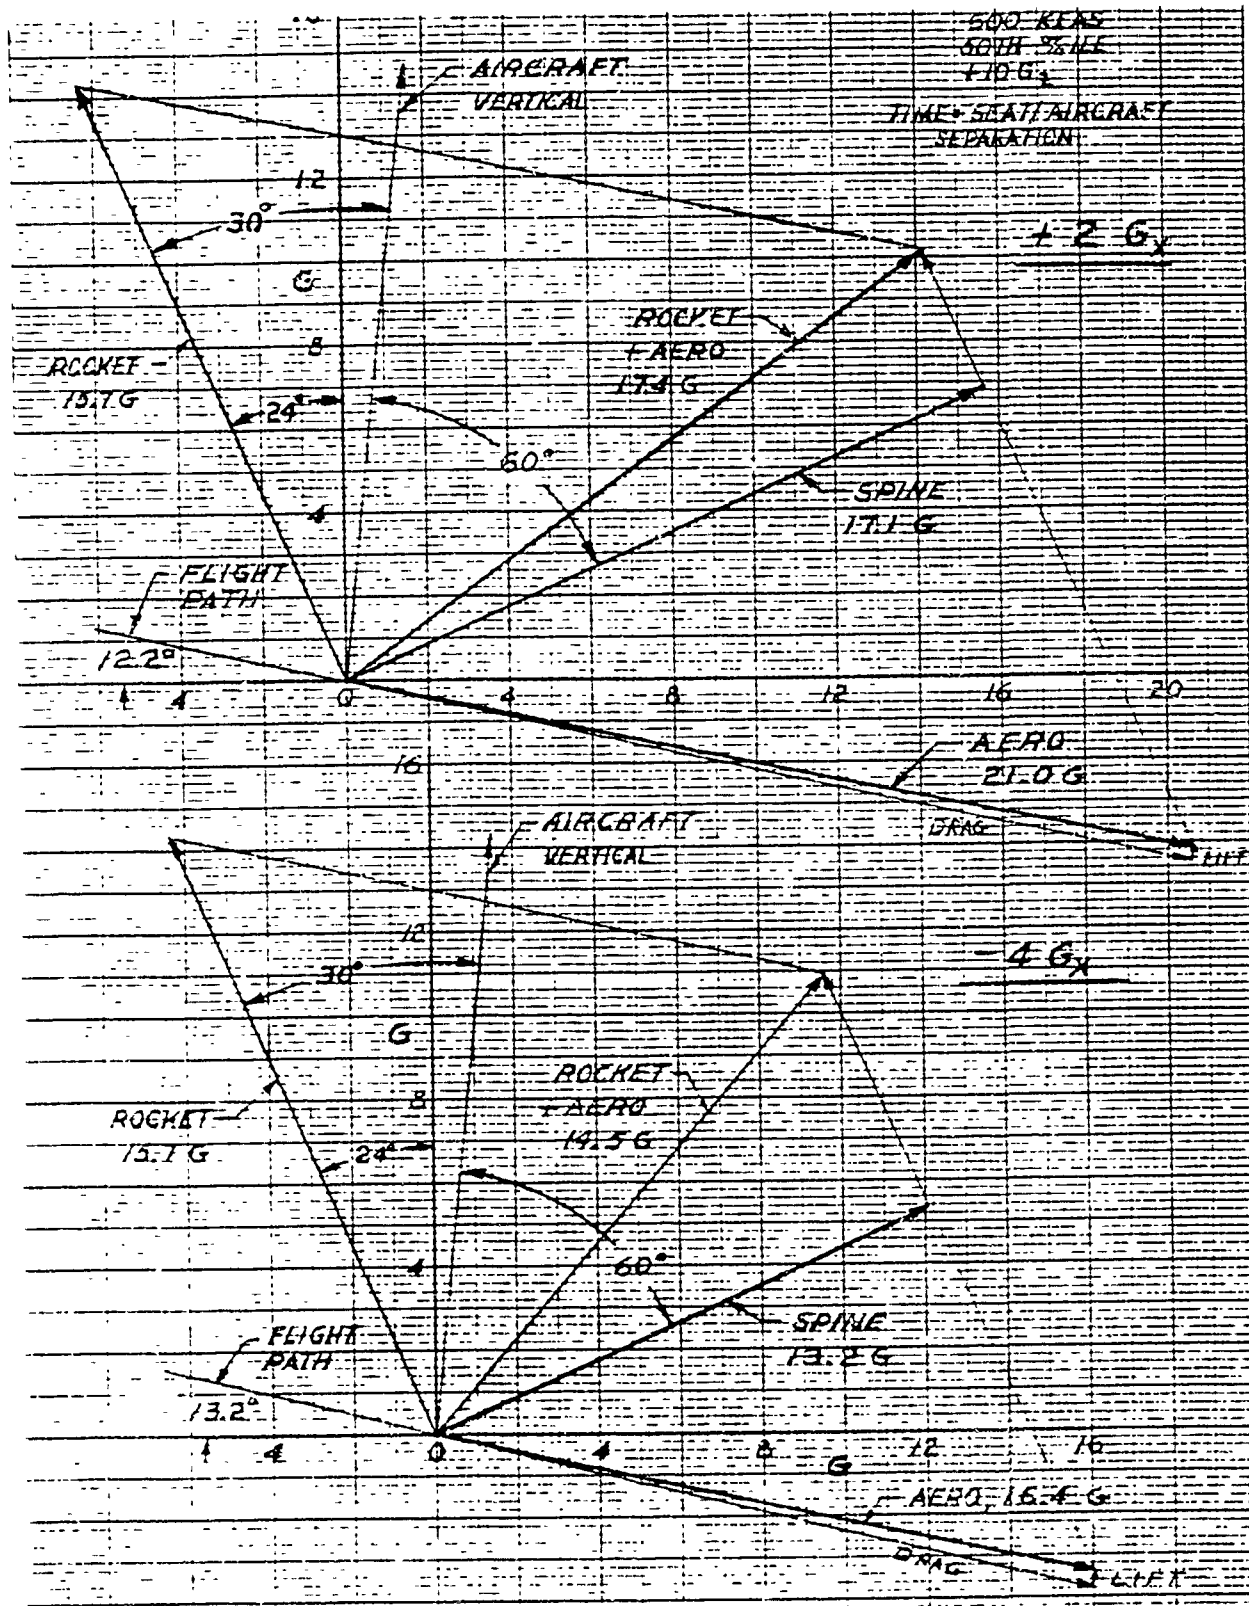 600 KEAS
50TH %ILE
+10 Gz
TIME: SEAT/AIRCRAFT
SEPARATION
AIRCRAFT
VERTICAL
12
30°
+2 Gx
G
ROCKET
+ AERO
17.4 G
8
ROCKET
15.7 G
24°
60°
SPINE
17.1 G
4
FLIGHT
PATH
12.2°
4
0
4
8
12
16
20
AERO
21.0 G
DRAG
LIFT
16
AIRCRAFT
VERTICAL
12
30°
-4 Gx
G
ROCKET
+ AERO
14.5 G
8
ROCKET
15.7 G
24°
60°
4
SPINE
13.2 G
FLIGHT
PATH
13.2°
4
0
4
8
12
16
G
AERO, 16.4 G
DRAG
LIFT